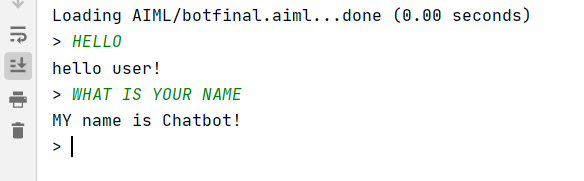 Loading AIML/botfinal.aiml...done (0.00 seconds)
> HELLO
hello user!
> WHAT IS YOUR NAME
MY name is Chatbot!
>